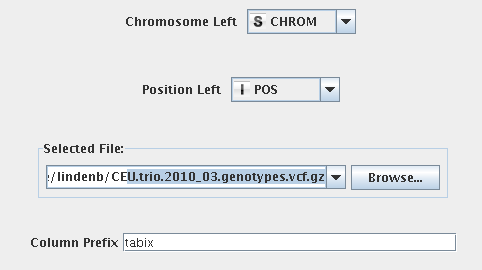 Chromosome Left S CHROM
Position Left I POS
Selected File:
:/lindenb/CEU.trio.2010_03.genotypes.vcf.gz Browse...
Column Prefix tabix